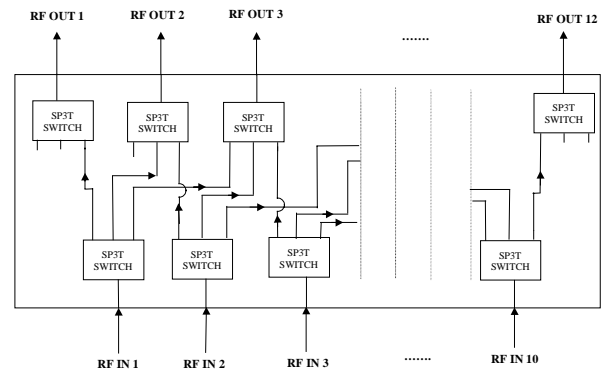 RF OUT 1 RF OUT 2 RF OUT 3 ....... RF OUT 12
SP3T
SWITCH
SP3T
SWITCH
SP3T
SWITCH
SP3T
SWITCH
SP3T
SWITCH
SP3T
SWITCH
SP3T
SWITCH
SP3T
SWITCH
RF IN 1 RF IN 2 RF IN 3 ....... RF IN 10